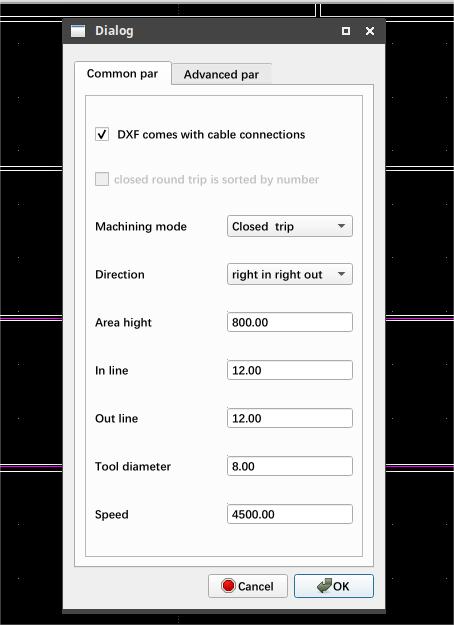 Dialog
Common par
Advanced par
DXF comes with cable connections
closed round trip is sorted by number
Machining mode
Closed trip
Direction
right in right out
Area hight
800.00
In line
12.00
Out line
12.00
Tool diameter
8.00
Speed
4500.00
Cancel
OK